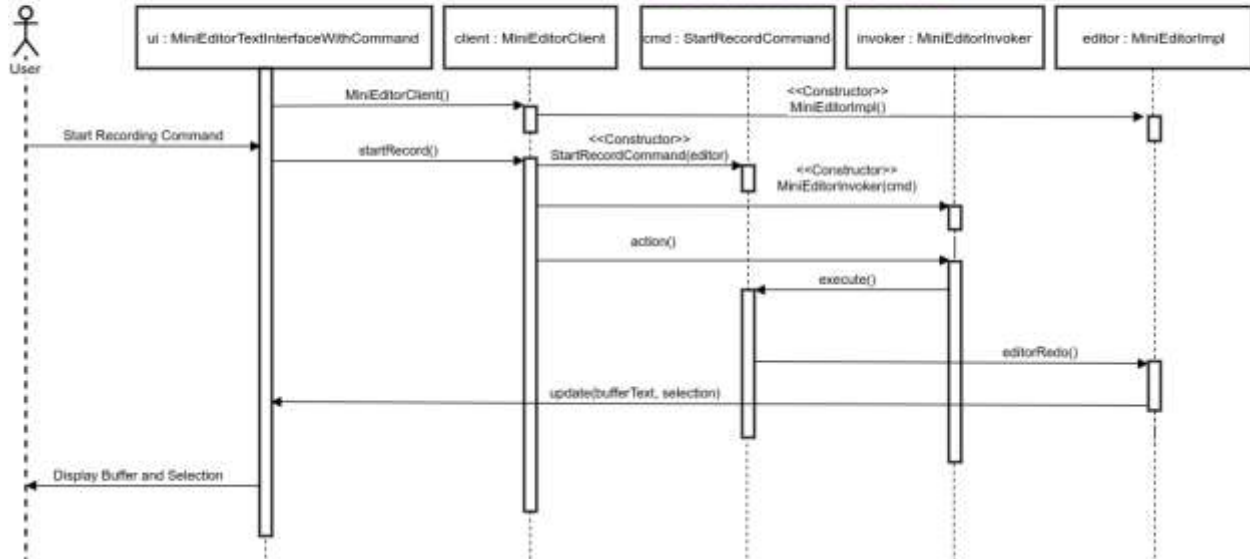 ui : MiniEditorTextInterfaceWithCommand
client : MiniEditorClient
cmd : StartRecordCommand
invoker : MiniEditorInvoker
editor : MiniEditorImpl
User
MiniEditorClient()
<<Constructor>>
MiniEditorImpl()
Start Recording Command
startRecord()
<<Constructor>>
StartRecordCommand(editor)
<<Constructor>>
MiniEditorInvoker(cmd)
action()
execute()
editorRedo()
update(bufferText, selection)
Display Buffer and Selection